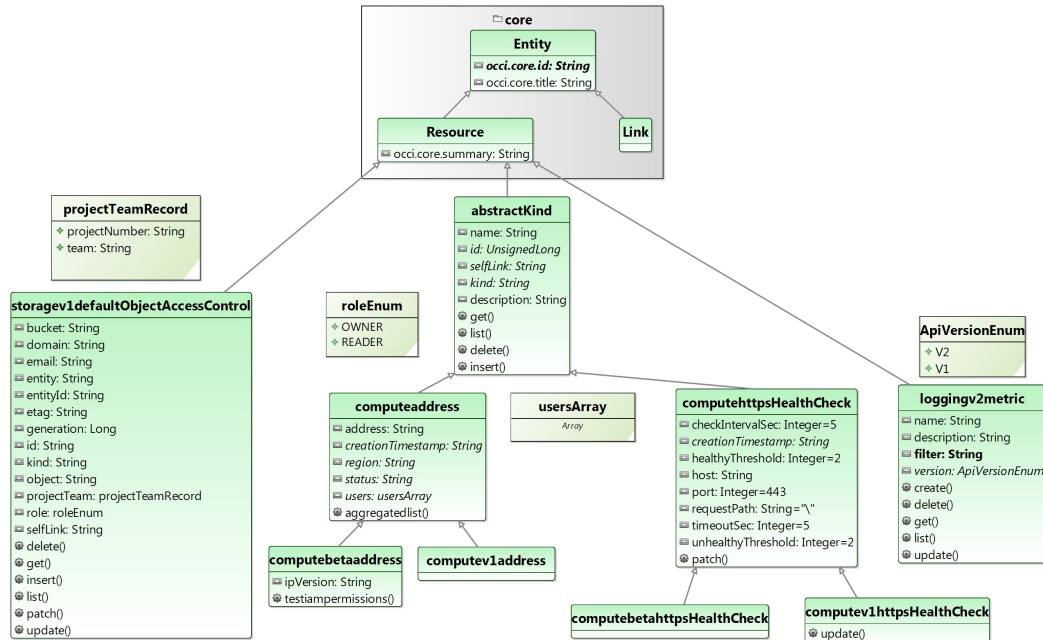 core
Entity
occi.core.id: String
occi.core.title: String
Resource
occi.core.summary: String
Link
projectTeamRecord
projectNumber: String
team: String
abstractKind
name: String
id: UnsignedLong
selfLink: String
kind: String
description: String
get()
list()
delete()
insert()
storagev1defaultObjectAccessControl
bucket: String
domain: String
email: String
entity: String
entityId: String
etag: String
generation: Long
id: String
kind: String
object: String
projectTeam: projectTeamRecord
role: roleEnum
selfLink: String
delete()
get()
insert()
list()
patch()
update()
roleEnum
OWNER
READER
ApiVersionEnum
V2
V1
computeaddress
address: String
creationTimestamp: String
region: String
status: String
users: usersArray
aggregatedlist()
usersArray
Array
computehttpsHealthCheck
checkIntervalSec: Integer=5
creationTimestamp: String
healthyThreshold: Integer=2
host: String
port: Integer=443
requestPath: String="\"
timeoutSec: Integer=5
unhealthyThreshold: Integer=2
patch()
loggingv2metric
name: String
description: String
filter: String
version: ApiVersionEnum
create()
delete()
get()
list()
update()
computebetaaddress
ipVersion: String
testiampermissions()
computev1address
computebetahttpsHealthCheck
computev1httpsHealthCheck
update()